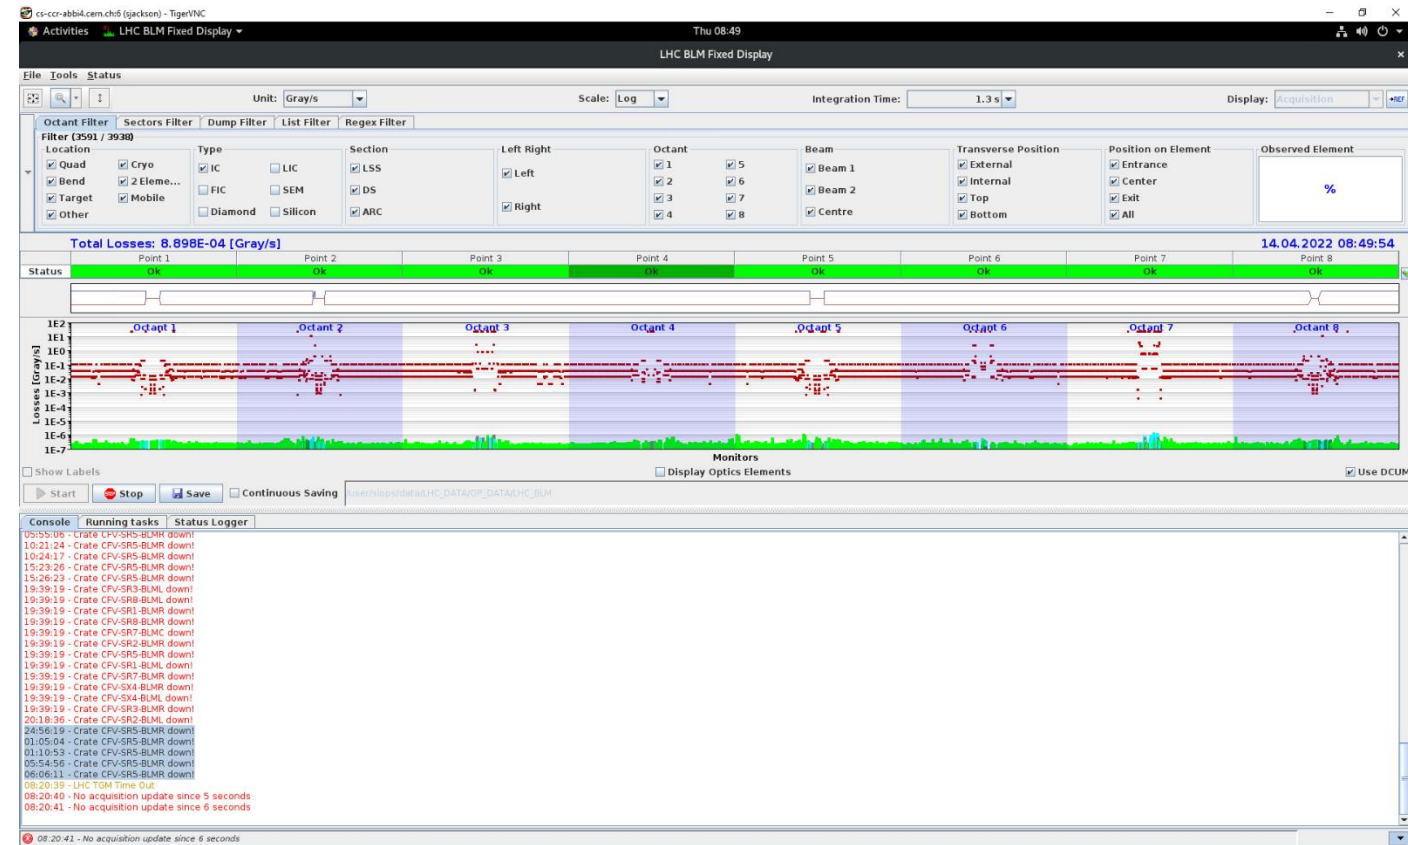 cs-ccr-abbi4.cern.ch:6 (sjackson) - TigerVNC
Activities LHC BLM Fixed Display Thu 08:49
LHC BLM Fixed Display
File Tools Status
Unit: Gray/s Scale: Log Integration Time: 1.3 s Display: Acquisition REF
Octant Filter Sectors Filter Dump Filter List Filter Regex Filter
Filter (3591 / 3938)
Location Type Section Left Right Octant Beam Transverse Position Position on Element Observed Element
Quad Cryo IC LIC LSS Left 1 5 Beam 1 External Entrance
Bend 2 Eleme... FIC SEM DS 2 6 Beam 2 Internal Center %
Target Mobile Right 3 7 Top Exit
Other Diamond Silicon ARC 4 8 Centre Bottom All
Total Losses: 8.898E-04 [Gray/s] 14.04.2022 08:49:54
Point 1 Point 2 Point 3 Point 4 Point 5 Point 6 Point 7 Point 8
Status Ok Ok Ok Ok Ok Ok Ok Ok
Octant 1 Octant 2 Octant 3 Octant 4 Octant 5 Octant 6 Octant 7 Octant 8
Losses [Gray/s]
1E2
1E1
1E0
1E-1
1E-2
1E-3
1E-4
1E-5
1E-6
1E-7
Monitors
Show Labels Display Optics Elements Use DCUM
Start Stop Save Continuous Saving /user/slops/data/LHC_DATA/OP_DATA/LHC_BLM
Console Running tasks Status Logger
05:55:06 - Crate CFV-SR5-BLMR down!
10:21:24 - Crate CFV-SR5-BLMR down!
10:24:17 - Crate CFV-SR5-BLMR down!
15:23:26 - Crate CFV-SR5-BLMR down!
15:26:23 - Crate CFV-SR5-BLMR down!
19:39:19 - Crate CFV-SR3-BLML down!
19:39:19 - Crate CFV-SR8-BLML down!
19:39:19 - Crate CFV-SR1-BLMR down!
19:39:19 - Crate CFV-SR8-BLMR down!
19:39:19 - Crate CFV-SR7-BLMC down!
19:39:19 - Crate CFV-SR2-BLMR down!
19:39:19 - Crate CFV-SR5-BLMR down!
19:39:19 - Crate CFV-SR1-BLML down!
19:39:19 - Crate CFV-SR7-BLMR down!
19:39:19 - Crate CFV-SX4-BLMR down!
19:39:19 - Crate CFV-SX4-BLML down!
19:39:19 - Crate CFV-SR3-BLMR down!
20:18:36 - Crate CFV-SR2-BLML down!
24:56:19 - Crate CFV-SR5-BLMR down!
01:05:04 - Crate CFV-SR5-BLMR down!
01:10:53 - Crate CFV-SR5-BLMR down!
05:54:56 - Crate CFV-SR5-BLMR down!
06:06:11 - Crate CFV-SR5-BLMR down!
08:20:39 - LHC TGM Time Out
08:20:40 - No acquisition update since 5 seconds
08:20:41 - No acquisition update since 6 seconds
08:20:41 - No acquisition update since 6 seconds